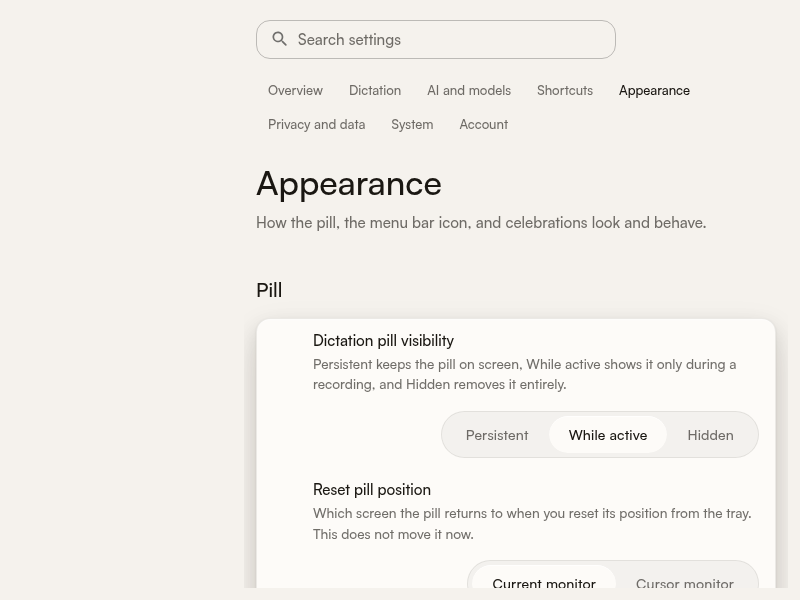 Search settings
Overview Dictation AI and models Shortcuts Appearance
Privacy and data System Account
Appearance
How the pill, the menu bar icon, and celebrations look and behave.
Pill
Dictation pill visibility
Persistent keeps the pill on screen, While active shows it only during a
recording, and Hidden removes it entirely.
Persistent While active Hidden
Reset pill position
Which screen the pill returns to when you reset its position from the tray.
This does not move it now.
Current monitor Cursor monitor